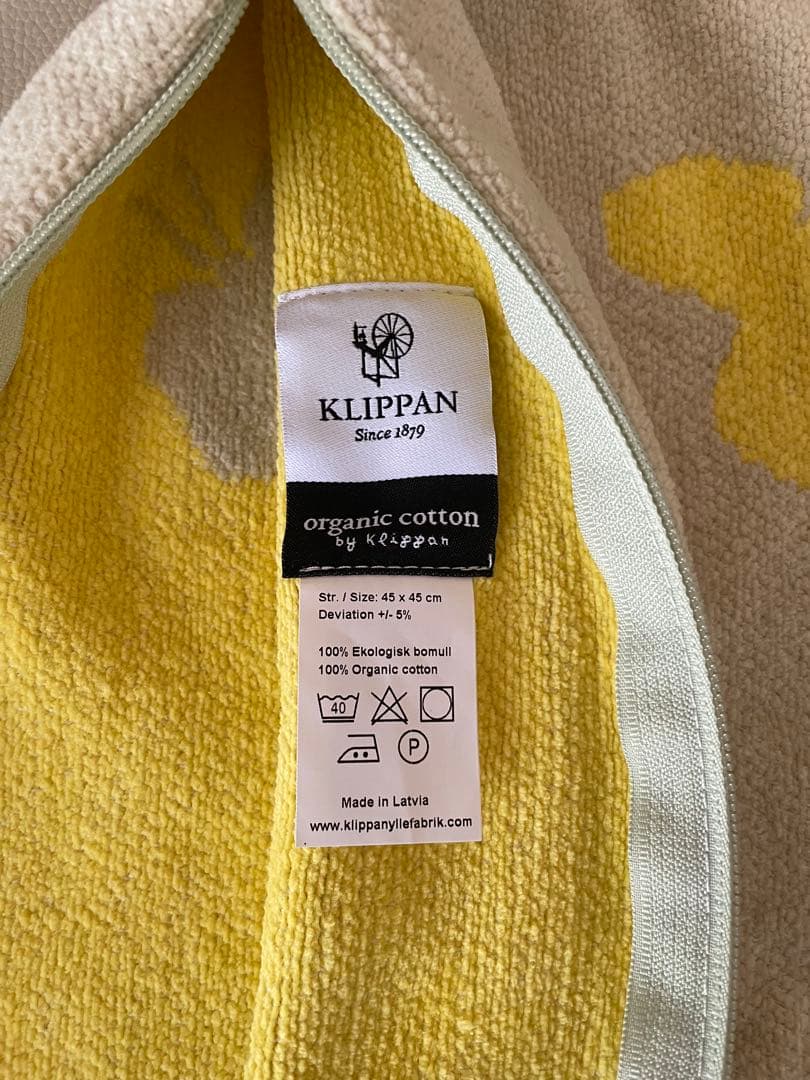 KLIPPAN
Since 1879
organic cotton
by Klippan
Str. / Size: 45 x 45 cm
Deviation +/- 5%
100% Ekologisk bomull
100% Organic cotton
40
P
Made in Latvia
www.klippanyllefabrik.com